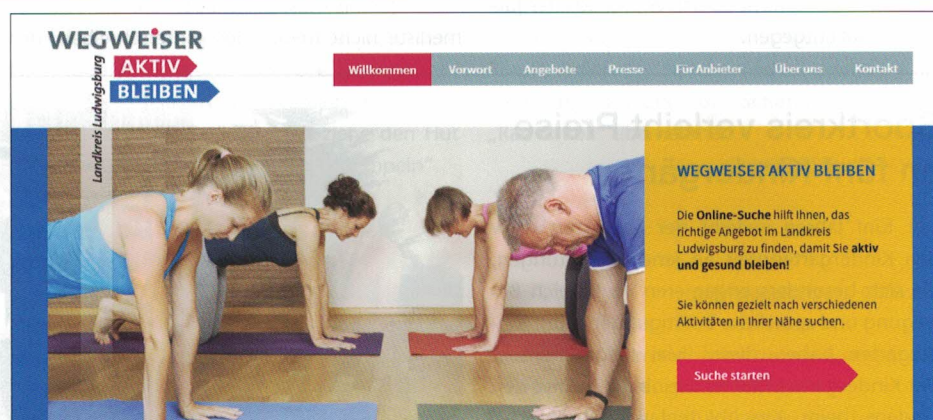 WEGWEiSER
AKTIV
BLEIBEN
Landkreis Ludwigsburg
Willkommen Vorwort Angebote Presse Für Anbieter Über uns Kontakt
WEGWEISER AKTIV BLEIBEN
Die Online-Suche hilft Ihnen, das
richtige Angebot im Landkreis
Ludwigsburg zu finden, damit Sie aktiv
und gesund bleiben!
Sie können gezielt nach verschiedenen
Aktivitäten in Ihrer Nähe suchen.
Suche starten